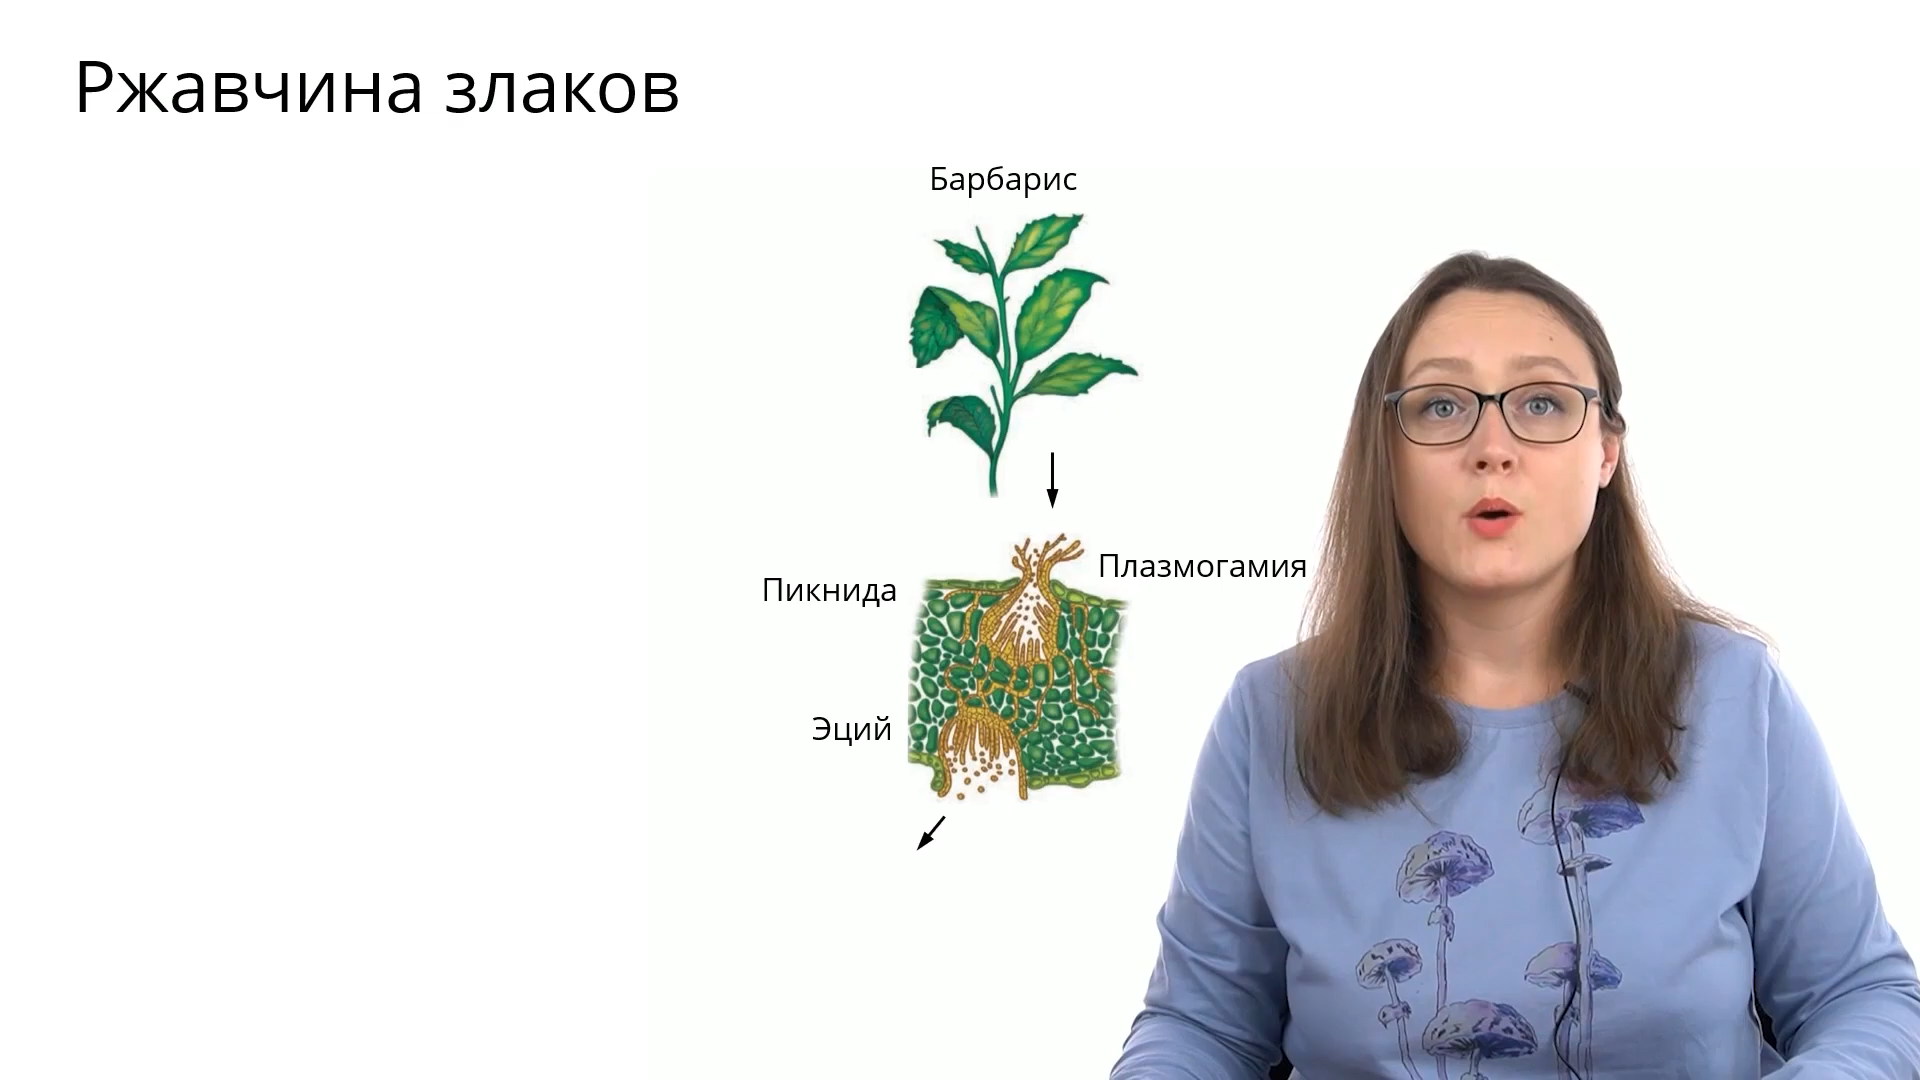 Ржавчина злаков
Барбарис
Плазмогамия
Пикнида
Эций